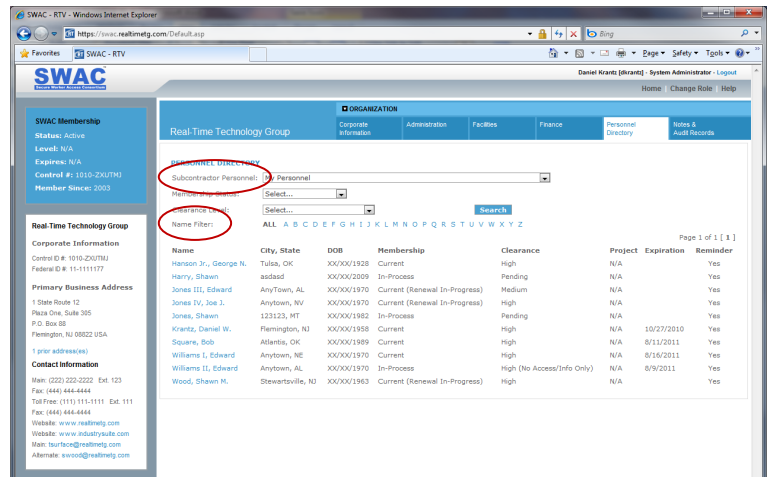 SWAC - RTV - Windows Internet Explorer
https://swac.realtimetg.com/Default.asp
Bing
Favorites SWAC - RTV
Page Safety Tools
SWAC
Secure Worker Access Consortium
Daniel Krantz [dkrantz] - System Administrator - Logout
Home | Change Role | Help
SWAC Membership
Status: Active
Level: N/A
Expires: N/A
Control #: 1010-ZXUTMJ
Member Since: 2003
Real-Time Technology Group
Corporate Information
Control ID #: 1010-ZXUTMJ
Federal ID #: 11-1111177
Primary Business Address
1 State Route 12
Plaza One, Suite 305
P.O. Box 88
Flemington, NJ 08822 USA
1 prior address(es)
Contact Information
Main: (222) 222-2222 Ext. 123
Fax: (444) 444-4444
Toll Free: (111) 111-1111 Ext. 111
Fax: (444) 444-4444
Website: www.realtimetg.com
Website: www.industrysuite.com
Main: tsurface@realtimetg.com
Alternate: swood@realtimetg.com
ORGANIZATION
Real-Time Technology Group
Corporate Information
Administration
Facilities
Finance
Personnel Directory
Notes & Audit Records
PERSONNEL DIRECTORY
Subcontractor Personnel: My Personnel
Membership Status: Select...
Clearance Level: Select... Search
Name Filter: ALL A B C D E F G H I J K L M N O P Q R S T U V W X Y Z
Page 1 of 1 [ 1 ]
Name City, State DOB Membership Clearance Project Expiration Reminder
Hanson Jr., George N. Tulsa, OK XX/XX/1928 Current High N/A Yes
Harry, Shawn asdasd XX/XX/2009 In-Process Pending N/A Yes
Jones III, Edward AnyTown, AL XX/XX/1970 Current (Renewal In-Progress) Medium N/A Yes
Jones IV, Joe J. Anytown, NV XX/XX/1970 Current (Renewal In-Progress) High N/A Yes
Jones, Shawn 123123, MT XX/XX/1982 In-Process Pending N/A Yes
Krantz, Daniel W. Flemington, NJ XX/XX/1958 Current High N/A 10/27/2010 Yes
Square, Bob Atlantis, OK XX/XX/1989 Current High N/A 8/11/2011 Yes
Williams I, Edward Anytown, NE XX/XX/1970 Current High N/A 8/16/2011 Yes
Williams II, Edward Anytown, AL XX/XX/1970 In-Process High (No Access/Info Only) N/A 8/9/2011 Yes
Wood, Shawn M. Stewartsville, NJ XX/XX/1963 Current (Renewal In-Progress) High N/A Yes